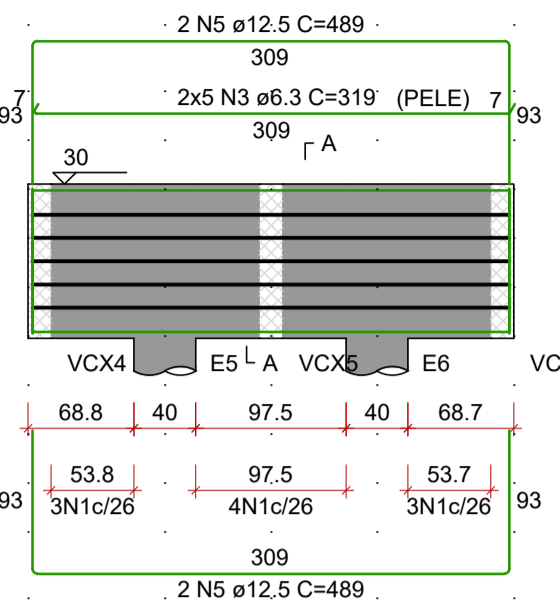 2 N5 ø12.5 C=489
309
7 2x5 N3 ø6.3 C=319 (PELE) 7
93 93
309
A
30
VCX4 E5 A VCX5 E6 VC
68.8 40 97.5 40 68.7
53.8 97.5 53.7
93 3N1c/26 4N1c/26 3N1c/26 93
309
2 N5 ø12.5 C=489